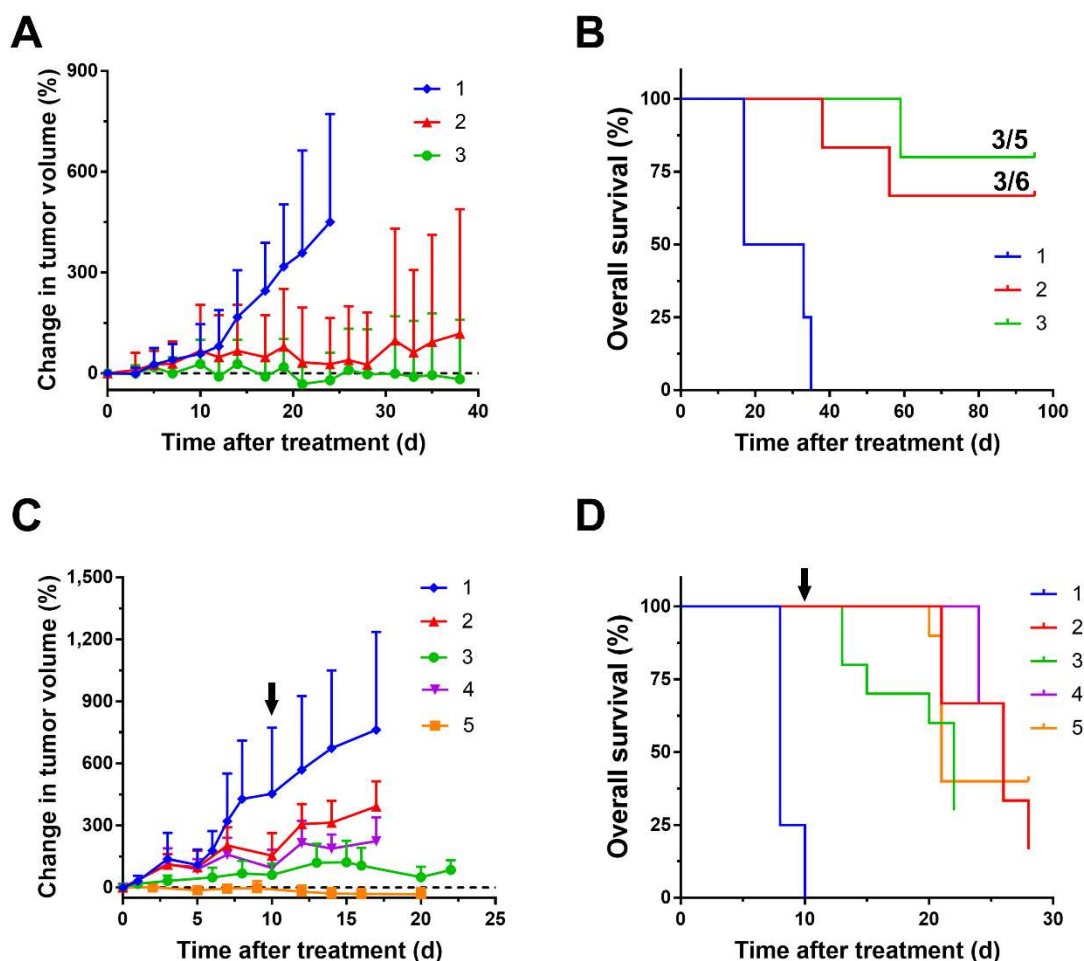 A
Change in tumor volume (%)
900
600
300
0
0 10 20 30 40
Time after treatment (d)
1
2
3
B
Overall survival (%)
100
75
50
25
0
0 20 40 60 80 100
Time after treatment (d)
3/5
3/6
1
2
3
C
Change in tumor volume (%)
1,500
1,200
900
600
300
0
0 5 10 15 20 25
Time after treatment (d)
1
2
3
4
5
D
Overall survival (%)
100
75
50
25
0
0 10 20 30
Time after treatment (d)
1
2
3
4
5